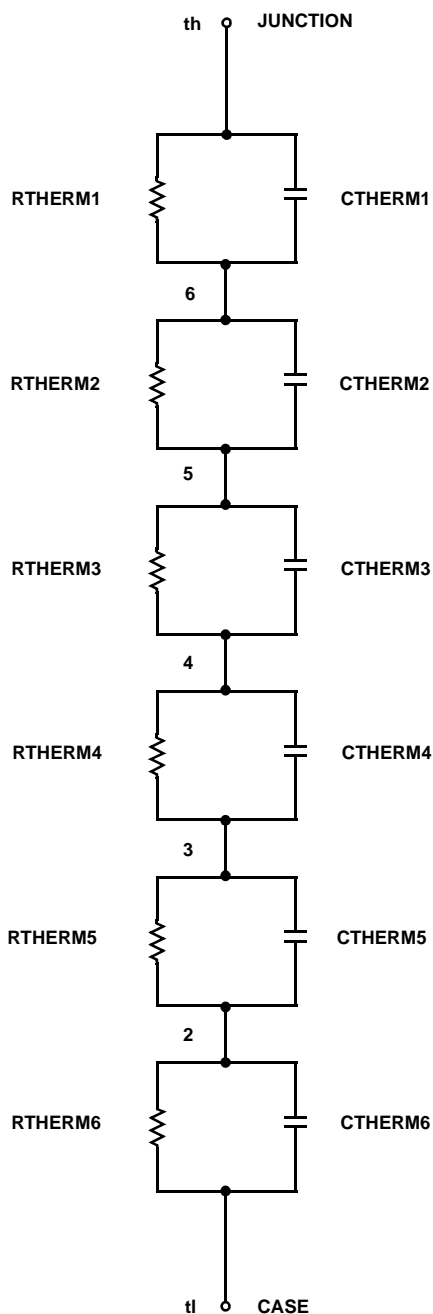 th JUNCTION
RTHERM1 CTHERM1
6
RTHERM2 CTHERM2
5
RTHERM3 CTHERM3
4
RTHERM4 CTHERM4
3
RTHERM5 CTHERM5
2
RTHERM6 CTHERM6
tl CASE